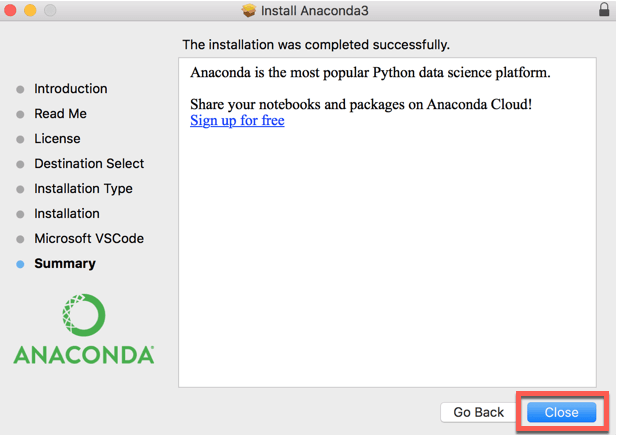 Install Anaconda3
The installation was completed successfully.
Introduction
Read Me
License
Destination Select
Installation Type
Installation
Microsoft VSCode
Summary
Anaconda is the most popular Python data science platform.
Share your notebooks and packages on Anaconda Cloud!
Sign up for free
ANACONDA
Go Back
Close